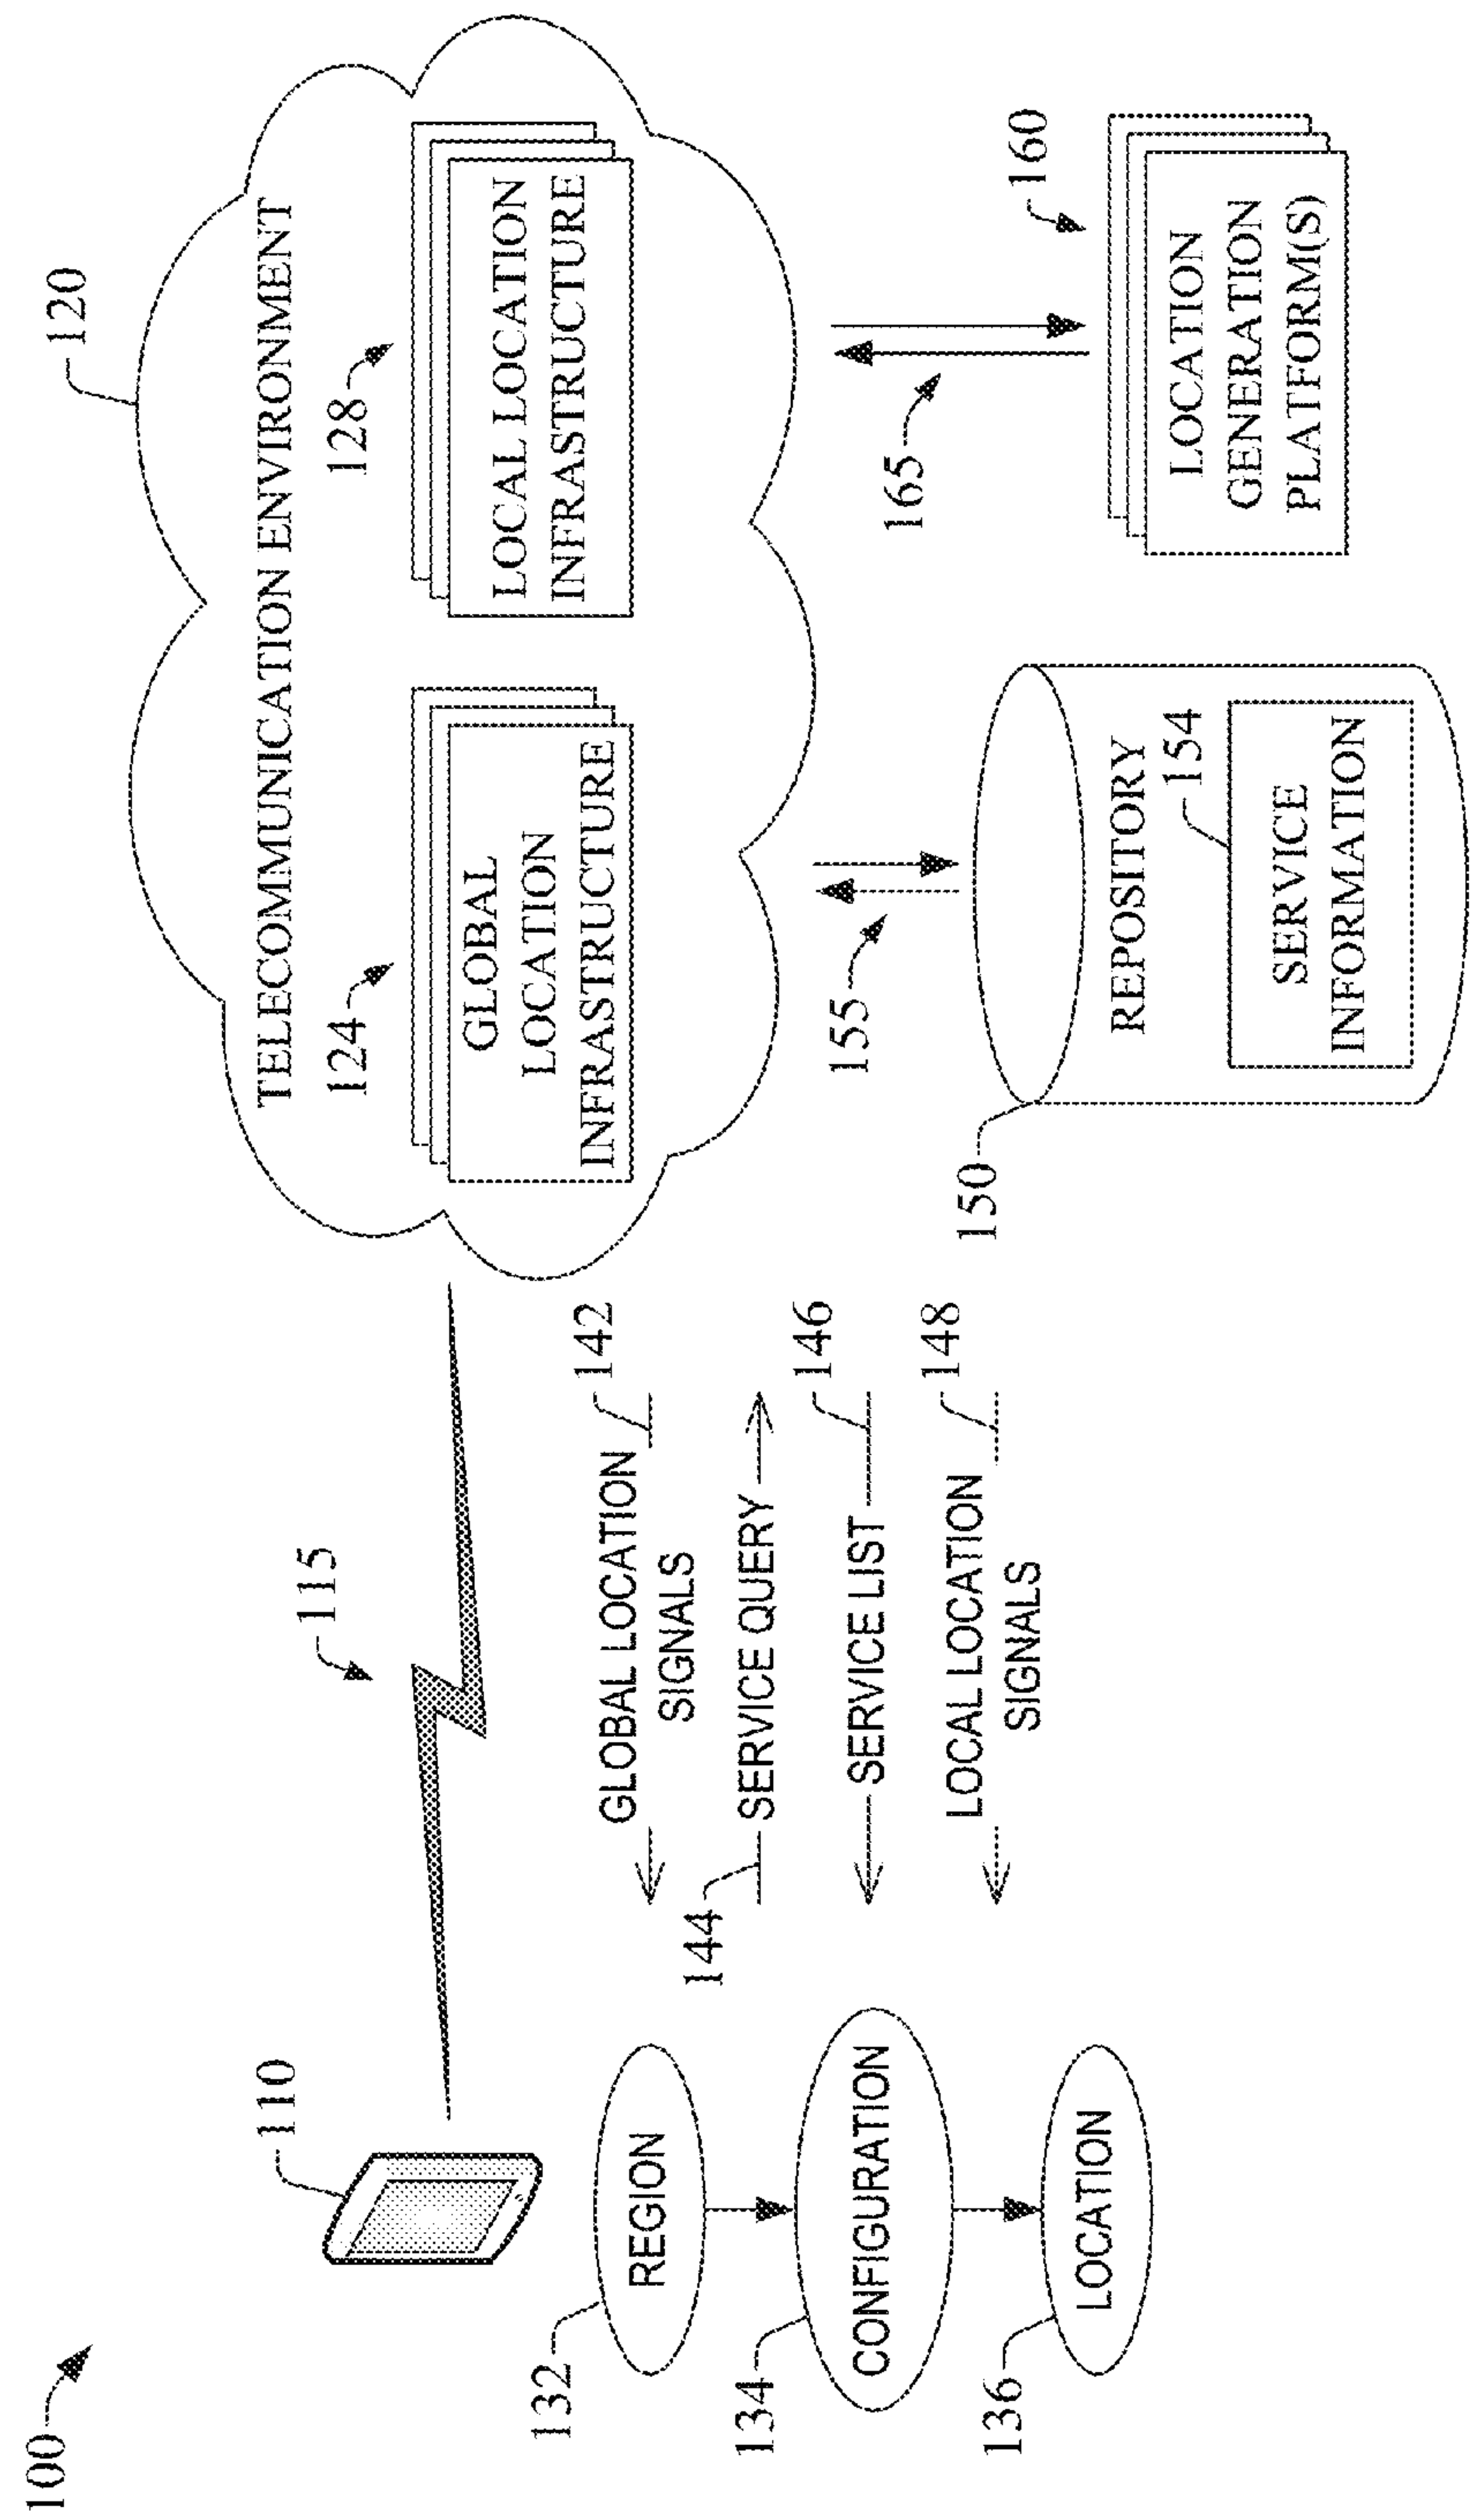 100
110
115
120
TELECOMMUNICATION ENVIRONMENT
124
128
GLOBAL
LOCATION
INFRASTRUCTURE
LOCAL LOCATION
INFRASTRUCTURE
132
REGION
134
CONFIGURATION
136
LOCATION
GLOBAL LOCATION
SIGNALS
142
144
SERVICE QUERY
SERVICE LIST
146
LOCAL LOCATION
SIGNALS
148
155
165
150
REPOSITORY
154
SERVICE
INFORMATION
160
LOCATION
GENERATION
PLATFORM(S)